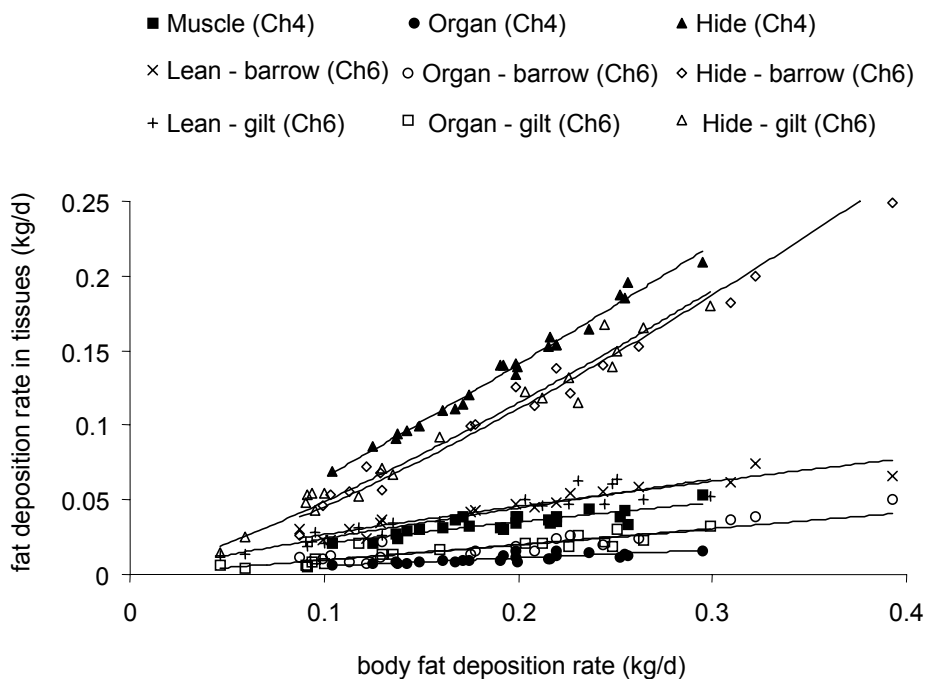 Muscle (Ch4) Organ (Ch4) Hide (Ch4)
Lean - barrow (Ch6) Organ - barrow (Ch6) Hide - barrow (Ch6)
Lean - gilt (Ch6) Organ - gilt (Ch6) Hide - gilt (Ch6)
fat deposition rate in tissues (kg/d)
0.25
0.2
0.15
0.1
0.05
0
0 0.1 0.2 0.3 0.4
body fat deposition rate (kg/d)